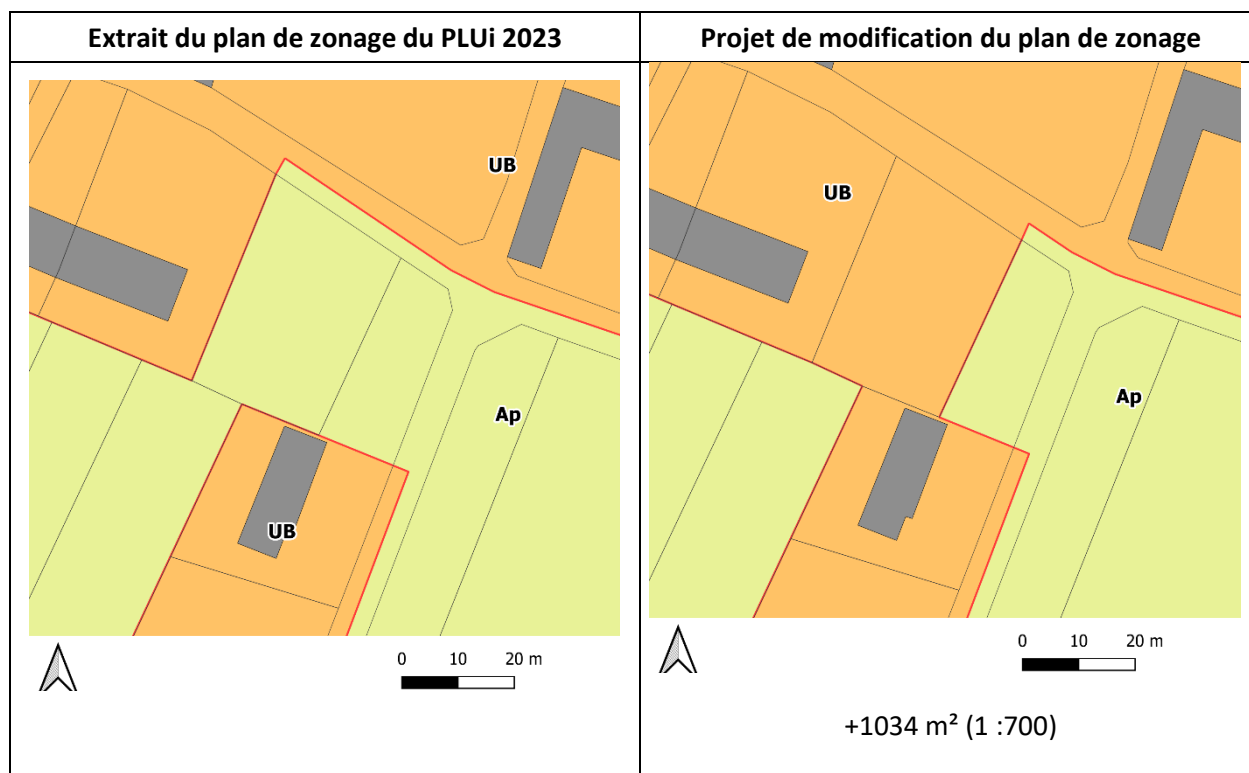 Extrait du plan de zonage du PLUi 2023
Projet de modification du plan de zonage
UB
Ap
UB
0 10 20 m
UB
Ap
0 10 20 m
+1034 m² (1 :700)